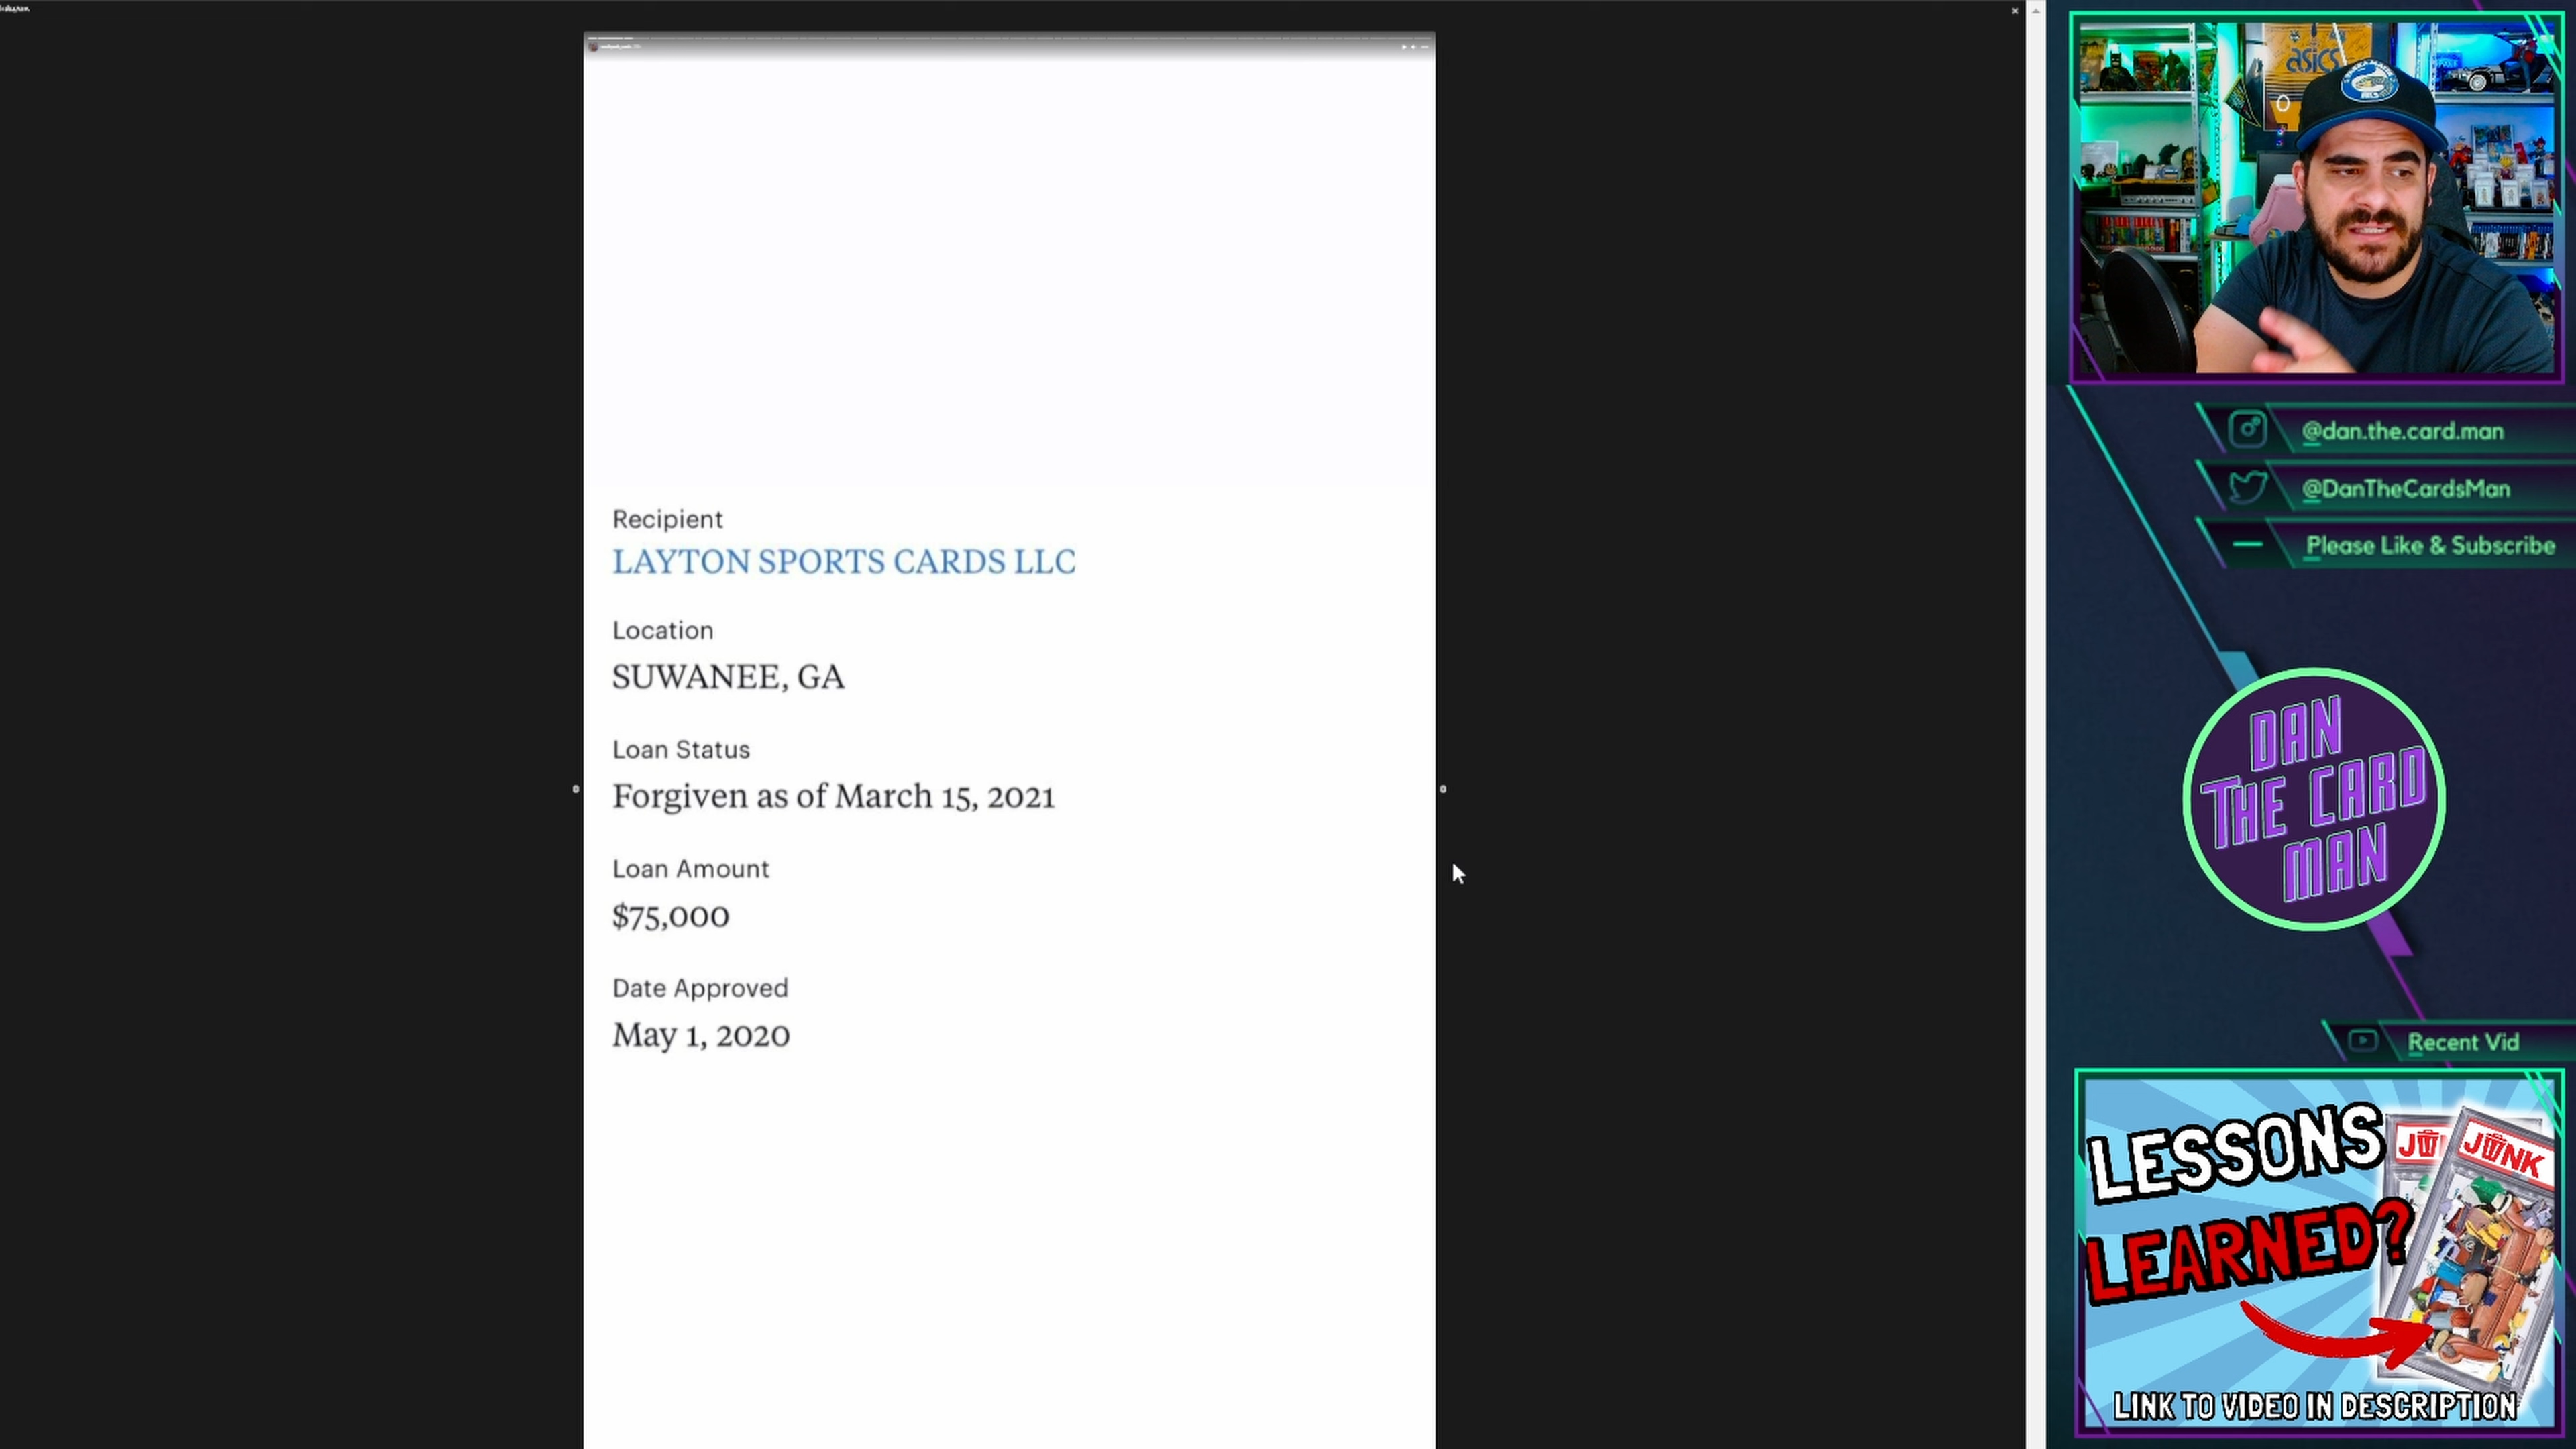 Recipient
LAYTON SPORTS CARDS LLC
Location
SUWANEE, GA
Loan Status
Forgiven as of March 15, 2021
Loan Amount
$75,000
Date Approved
May 1, 2020
asics
@dan.the.card.man
@DanTheCardsMan
Please Like & Subscribe
DAN
THE CARD
MAN
Recent Vid
LESSONS
LEARNED?
JUNK
LINK TO VIDEO IN DESCRIPTION